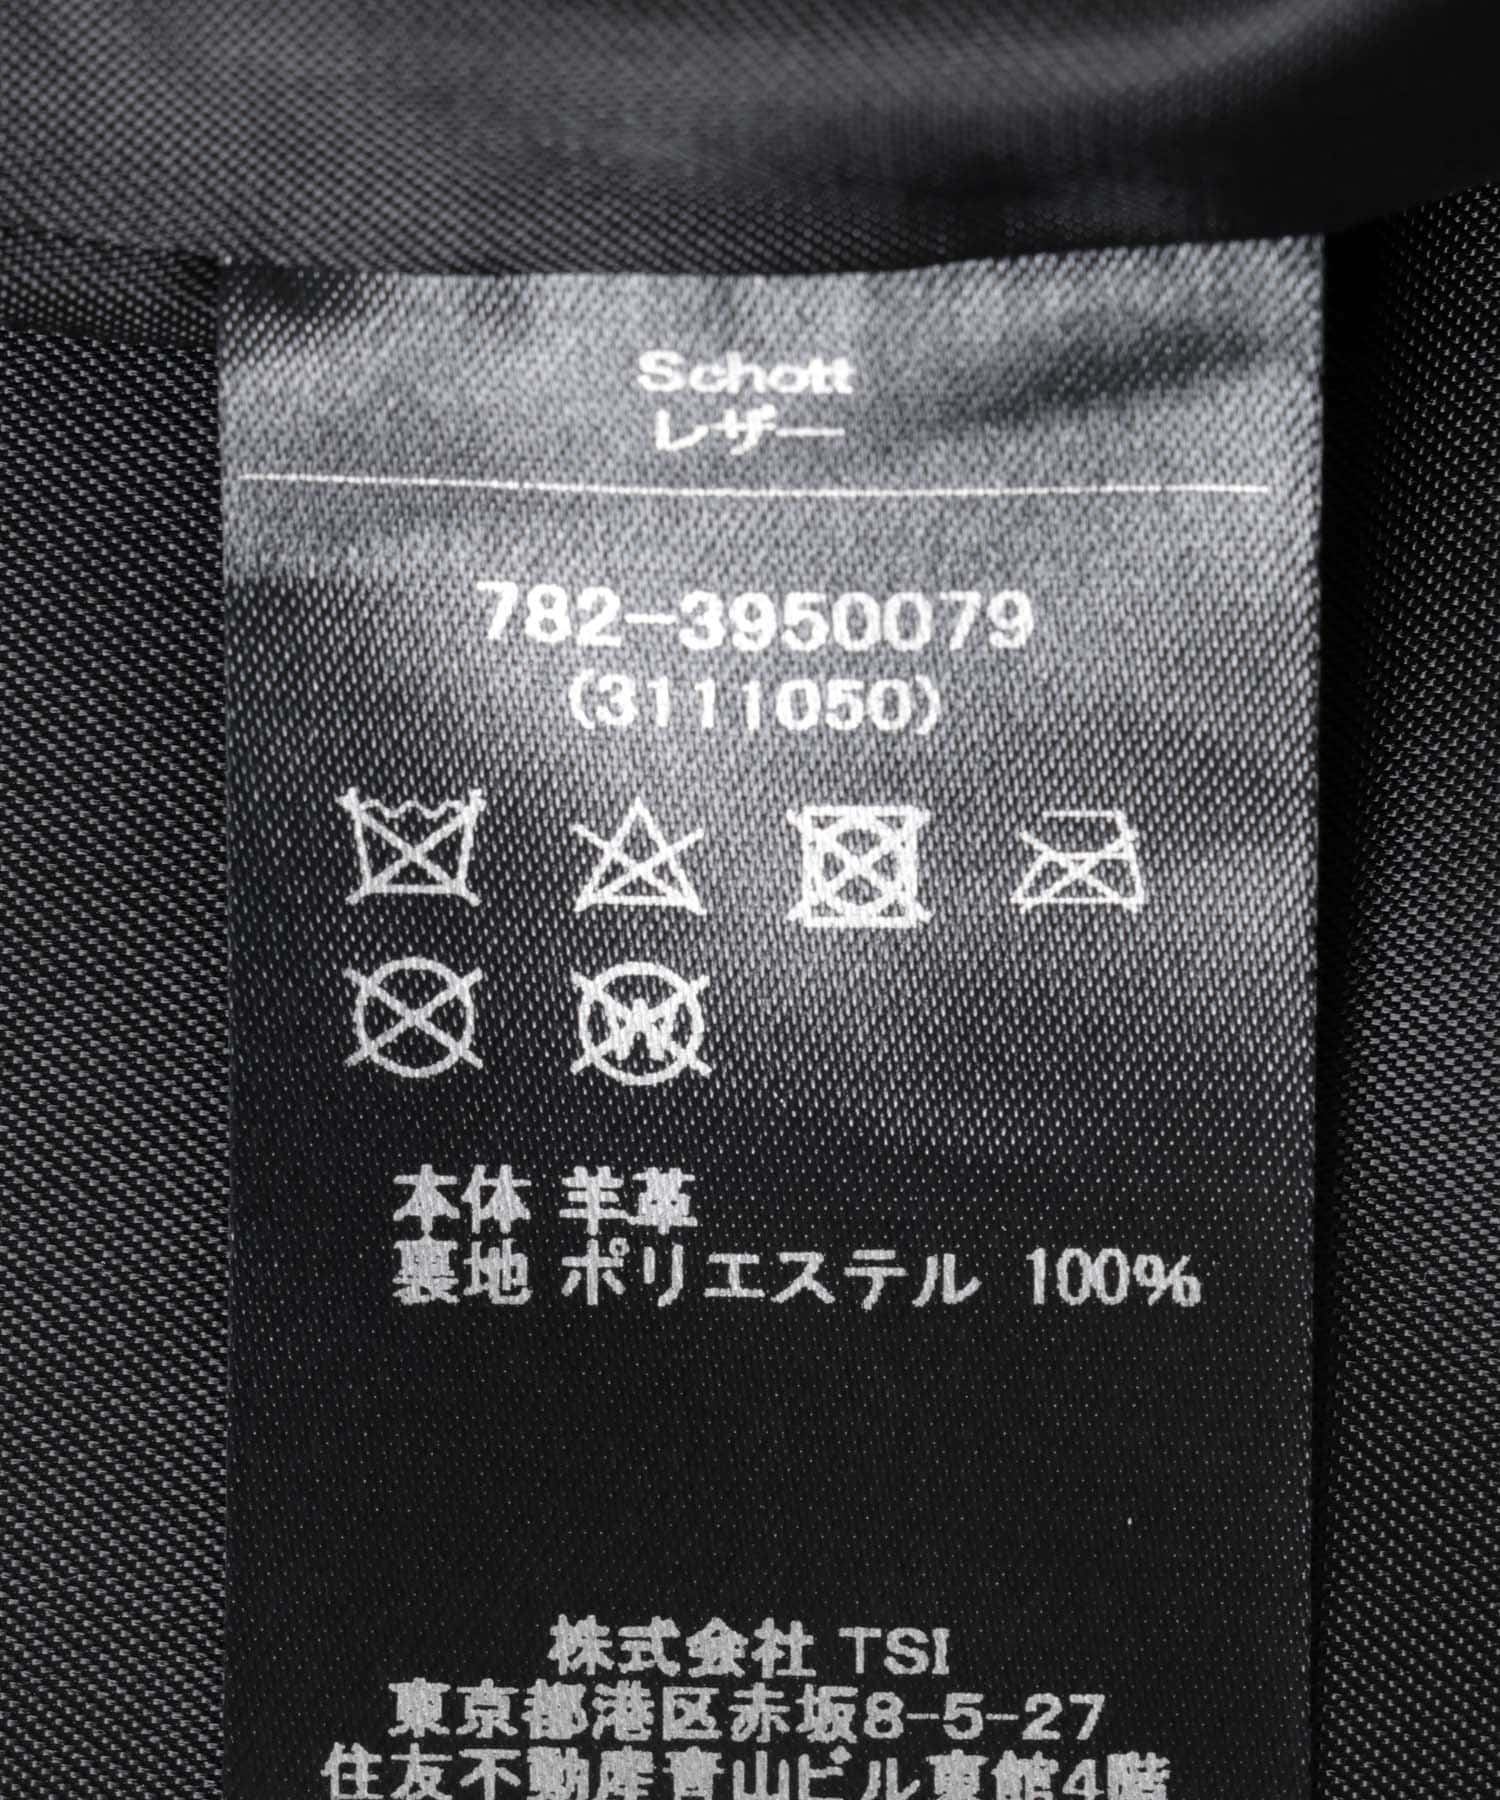 Schott
レザー
782-3950079
(3111050)
本体 羊革
裏地 ポリエステル 100%
株式会社 TSI
東京都港区赤坂8-5-27
住友不動産青山ビル東館4階